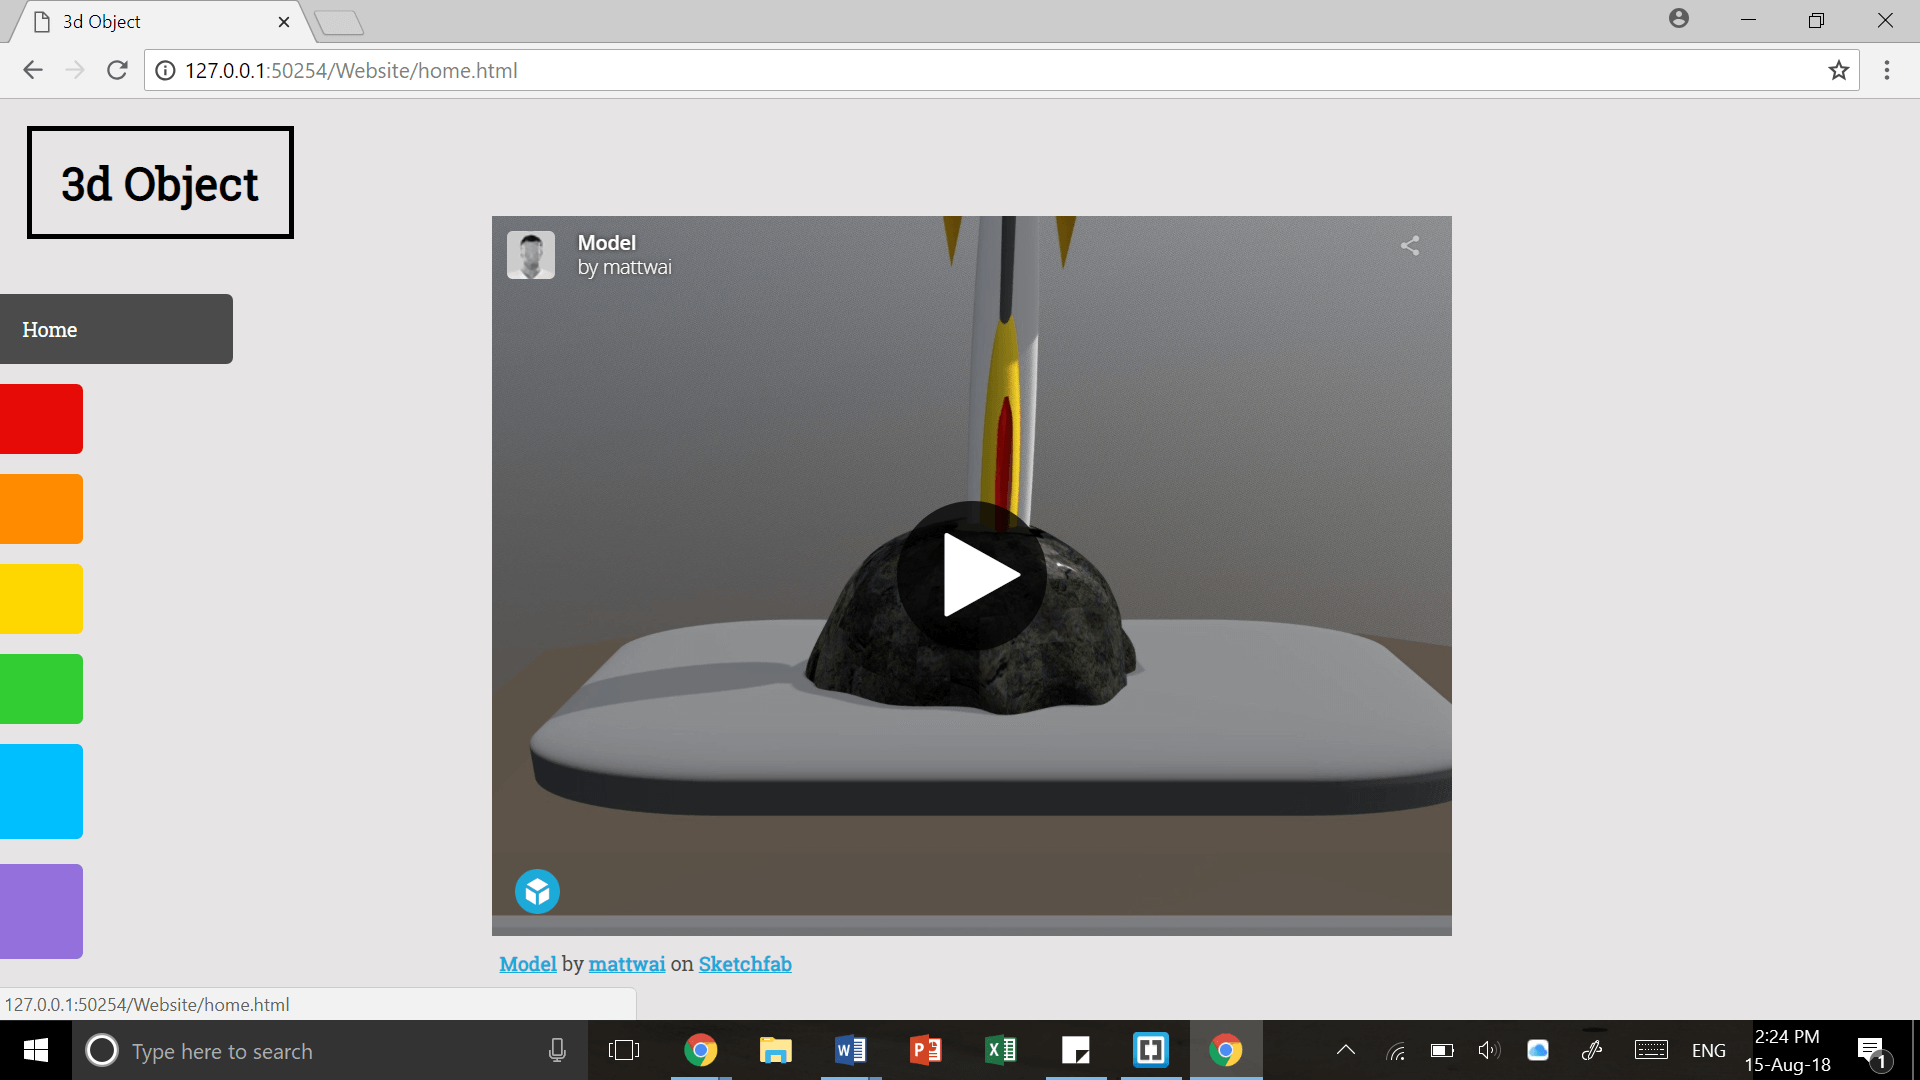 3d Object
127.0.0.1:50254/Website/home.html
3d Object
Model
by mattwai
Home
Model by mattwai on Sketchfab
127.0.0.1:50254/Website/home.html
Type here to search
ENG
2:24 PM
15-Aug-18
1